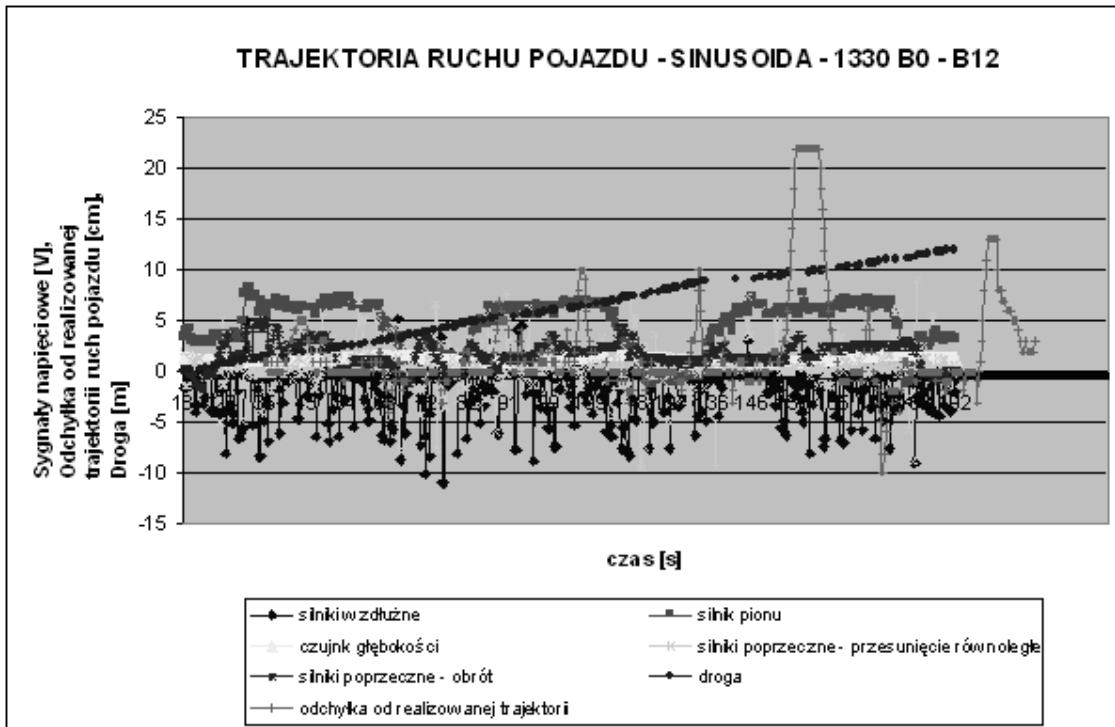 TRAJEKTORIA RUCHU POJAZDU - SINUSOIDA - 1330 B0 - B12
Sygnały napięciowe [V],
Odchyłka od realizowanej
trajektorii ruch pojazdu [cm],
Droga [m]
25
20
15
10
5
0
-5
-10
-15
146
czas [s]
silniki wzdłużne
silnik pionu
czujnk głębokości
silniki poprzeczne - przesunięcie równoległe
silniki poprzeczne - obrót
droga
odchyłka od realizowanej trajektorii